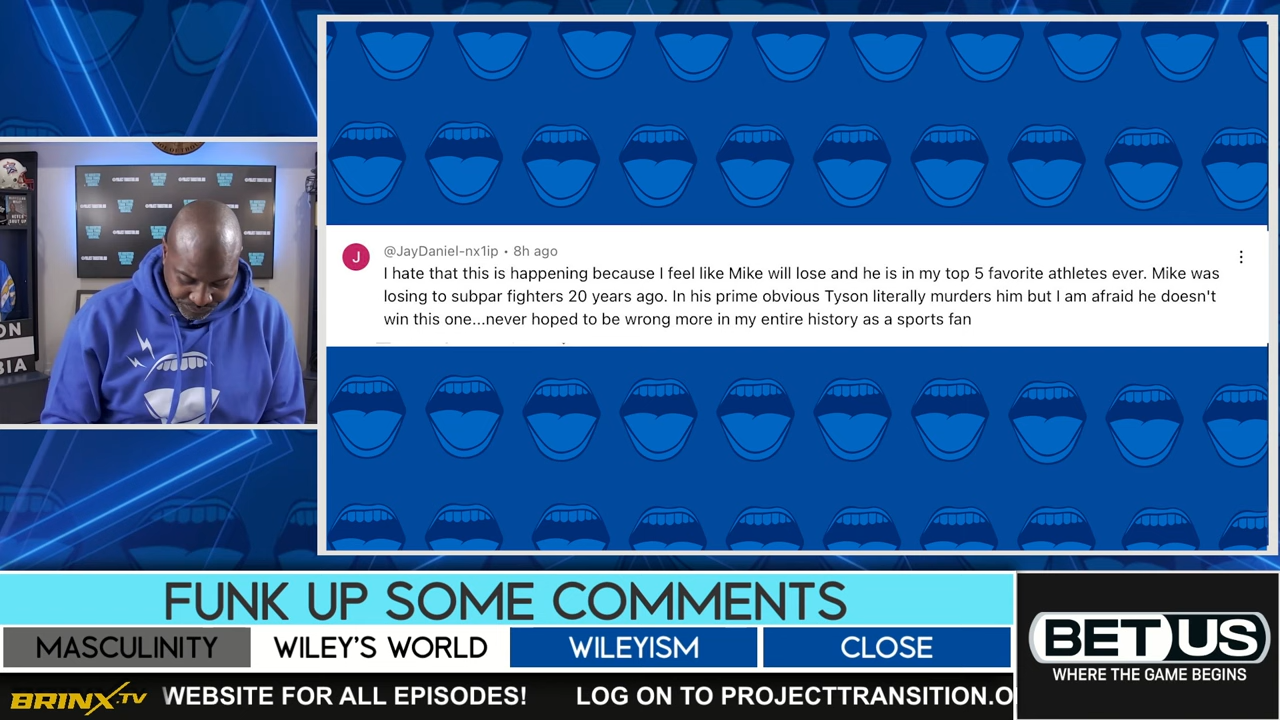 J
@JayDaniel-nx1ip • 8h ago
I hate that this is happening because I feel like Mike will lose and he is in my top 5 favorite athletes ever. Mike was
losing to subpar fighters 20 years ago. In his prime obvious Tyson literally murders him but I am afraid he doesn't
win this one...never hoped to be wrong more in my entire history as a sports fan
FUNK UP SOME COMMENTS
MASCULINITY
WILEY'S WORLD
WILEYISM
CLOSE
BETUS
WHERE THE GAME BEGINS
BRINX.TV
WEBSITE FOR ALL EPISODES! LOG ON TO PROJECTTRANSITION.O